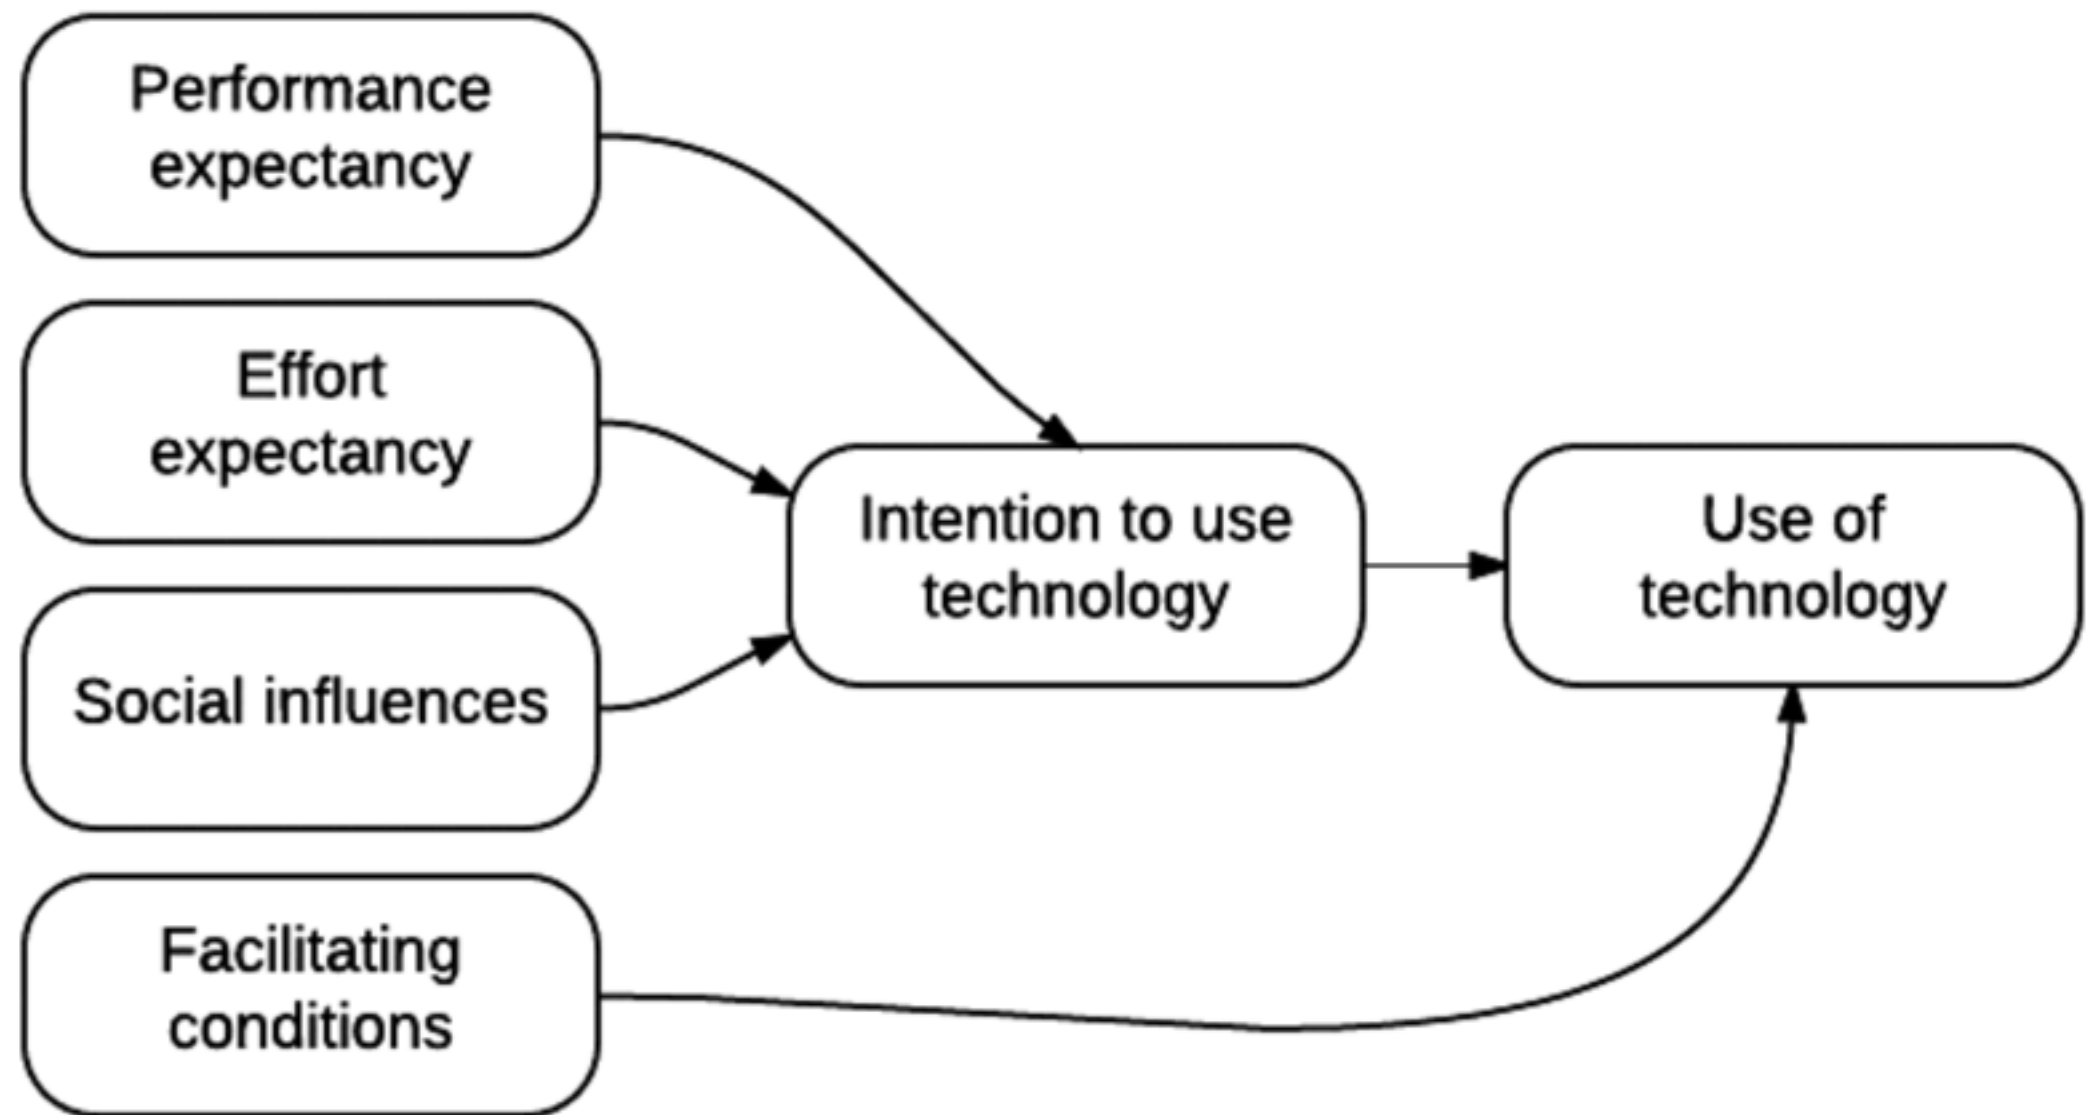 Performance
expectancy
Effort
expectancy
Social influences
Facilitating
conditions
Intention to use
technology
Use of
technology